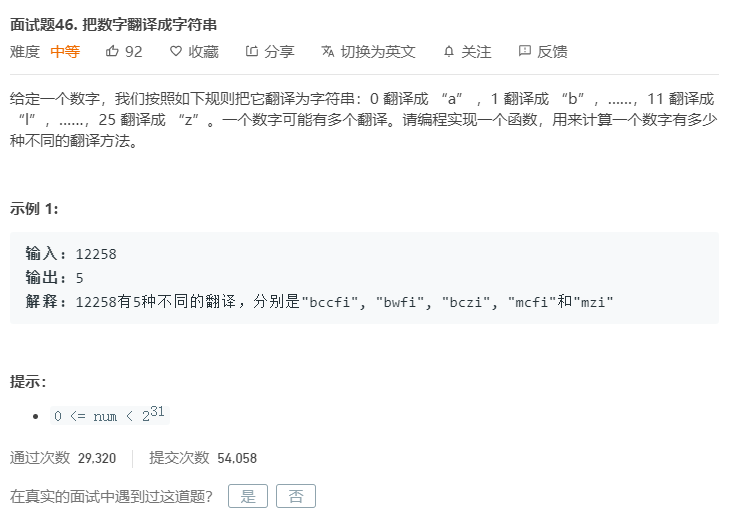 面试题46. 把数字翻译成字符串
难度 中等 92 收藏 分享 切换为英文 关注 反馈
给定一个数字，我们按照如下规则把它翻译为字符串：0 翻译成 “a” ，1 翻译成 “b”，……，11 翻译成
“l”，……，25 翻译成 “z”。一个数字可能有多个翻译。请编程实现一个函数，用来计算一个数字有多少
种不同的翻译方法。
示例 1:
输入: 12258
输出: 5
解释: 12258有5种不同的翻译，分别是"bccfi", "bwfi", "bczi", "mcfi"和"mzi"
提示：
0 <= num < 2³¹
通过次数 29,320 提交次数 54,058
在真实的面试中遇到过这道题？ 是 否